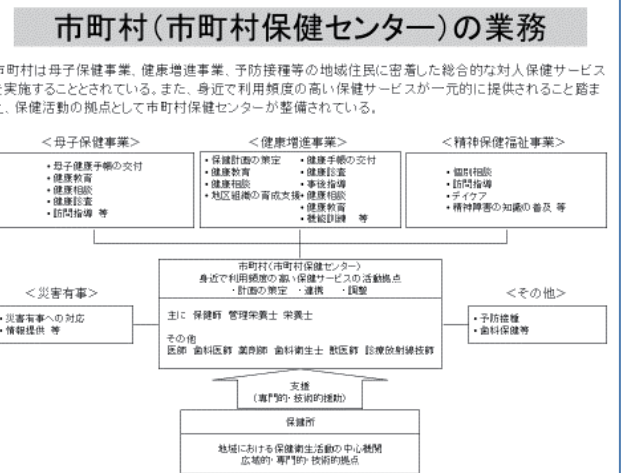 市町村（市町村保健センター）の業務
市町村は母子保健事業、健康増進事業、予防接種等の地域住民に密着した総合的な対人保健サービス
を実施することとされている。また、身近で利用頻度の高い保健サービスが一元的に提供されること踏ま
え、保健活動の拠点として市町村保健センターが整備されている。
＜母子保健事業＞
・母子健康手帳の交付
・健康教育
・健康相談
・健康診査
・訪問指導 等
＜健康増進事業＞
・保健計画の策定 ・健康手帳の交付
・健康教育 ・健康診査
・健康相談 ・事後指導
・地区組織の育成支援・健康相談
・健康教育
・機能訓練 等
＜精神保健福祉事業＞
・個別相談
・訪問指導
・デイケア
・精神障害の知識の普及 等
＜災害有事＞
・災害有事への対応
・情報提供 等
市町村（市町村保健センター）
身近で利用頻度の高い保健サービスの活動拠点
・計画の策定 ・連携 ・調整
主に 保健師 管理栄養士 栄養士
その他
医師 歯科医師 薬剤師 歯科衛生士 獣医師 診療放射線技師
＜その他＞
・予防接種
・歯科保健等
支援
（専門的・技術的援助）
保健所
地域における保健衛生活動の中心機関
広域的・専門的・技術的拠点